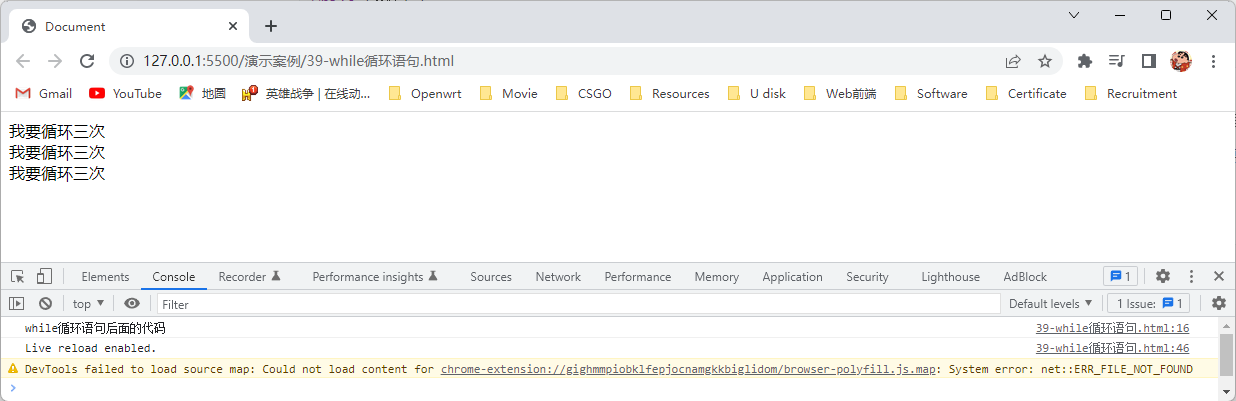 Document
127.0.0.1:5500/演示案例/39-while循环语句.html
Gmail YouTube 地图 英雄战争 | 在线动... Openwrt Movie CSGO Resources U disk Web前端 Software Certificate Recruitment
我要循环三次
我要循环三次
我要循环三次
Elements Console Recorder Performance insights Sources Network Performance Memory Application Security Lighthouse AdBlock 1
top Filter Default levels 1 Issue: 1
while循环语句后面的代码 39-while循环语句.html:16
Live reload enabled. 39-while循环语句.html:46
DevTools failed to load source map: Could not load content for chrome-extension://gighmmpiobklfepjocnamgkkbiglidom/browser-polyfill.js.map: System error: net::ERR_FILE_NOT_FOUND